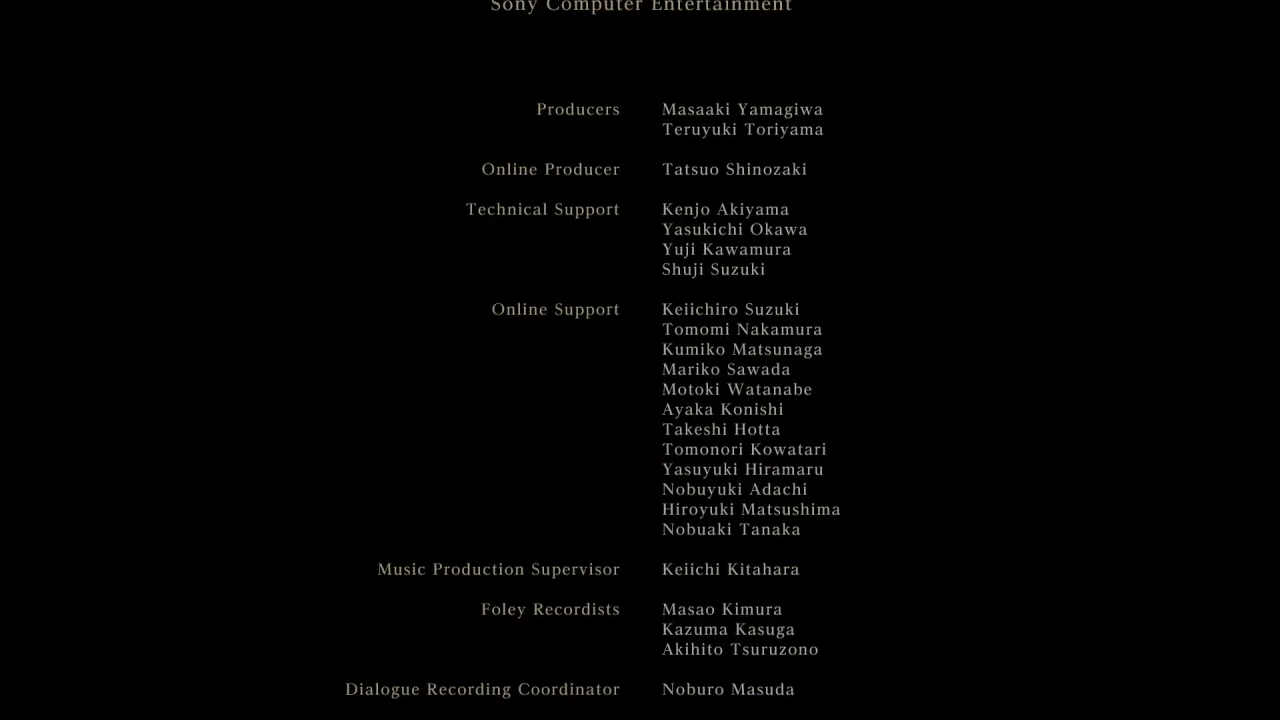 Sony Computer Entertainment
Producers Masaaki Yamagiwa
Teruyuki Toriyama
Online Producer Tatsuo Shinozaki
Technical Support Kenjo Akiyama
Yasukichi Okawa
Yuji Kawamura
Shuji Suzuki
Online Support Keiichiro Suzuki
Tomomi Nakamura
Kumiko Matsunaga
Mariko Sawada
Motoki Watanabe
Ayaka Konishi
Takeshi Hotta
Tomonori Kowatari
Yasuyuki Hiramaru
Nobuyuki Adachi
Hiroyuki Matsushima
Nobuaki Tanaka
Music Production Supervisor Keiichi Kitahara
Foley Recordists Masao Kimura
Kazuma Kasuga
Akihito Tsuruzono
Dialogue Recording Coordinator Noburo Masuda